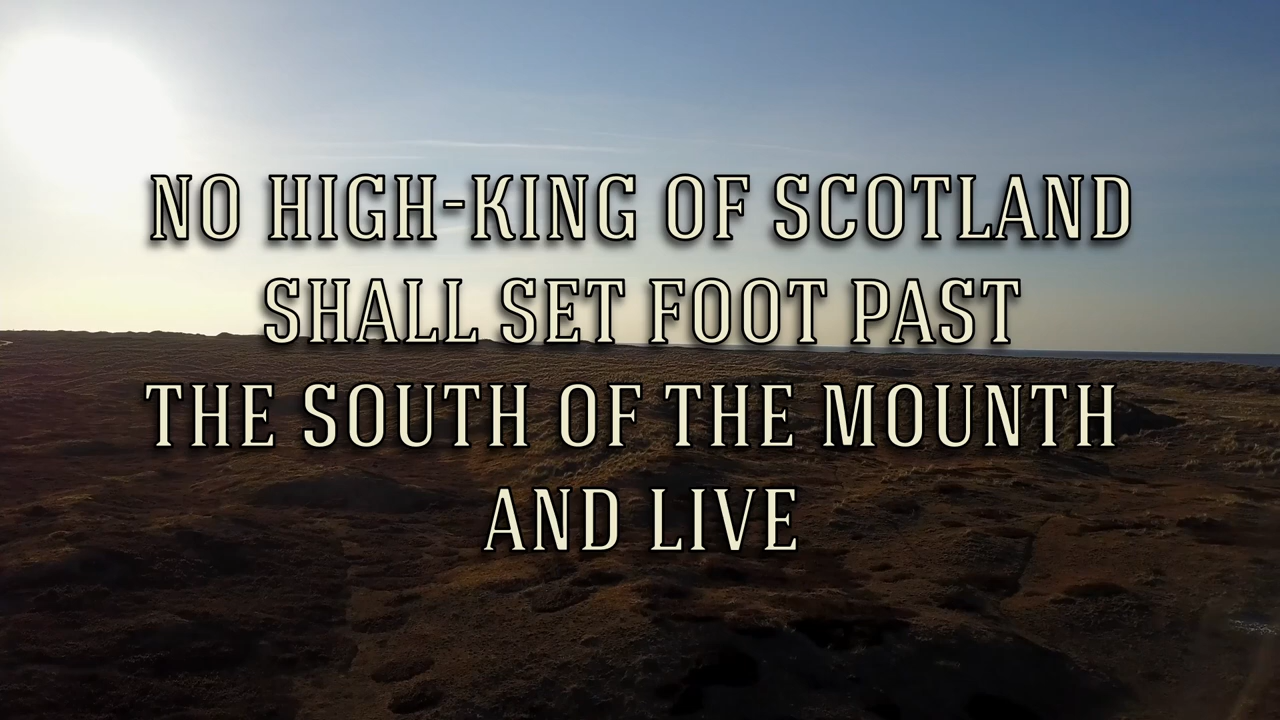 NO HIGH-KING OF SCOTLAND
SHALL SET FOOT PAST
THE SOUTH OF THE MOUNTH
AND LIVE